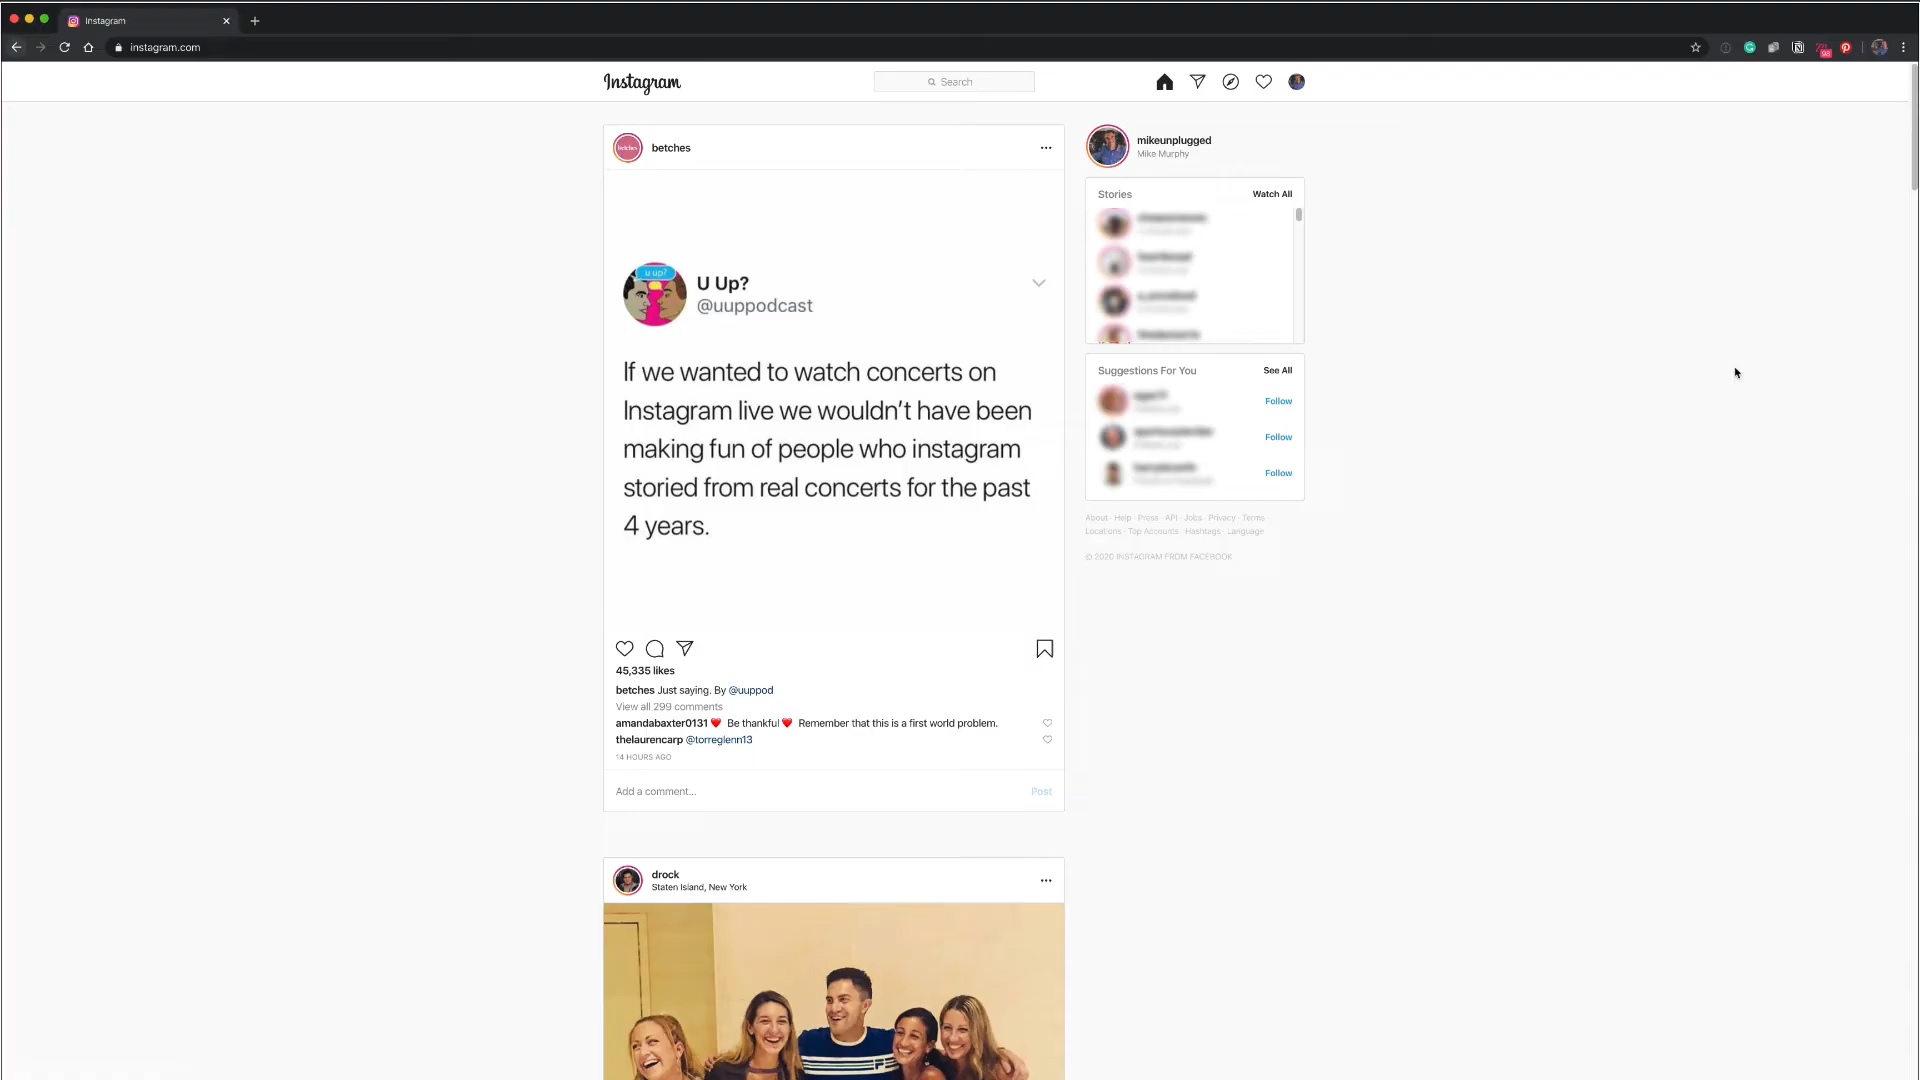 Instagram
instagram.com
98
Instagram
Search
betches
betches
mikeunplugged
Mike Murphy
Stories
Watch All
u up?
U Up?
@uuppodcast
If we wanted to watch concerts on
Instagram live we wouldn't have been
making fun of people who instagram
storied from real concerts for the past
4 years.
Suggestions For You
See All
Follow
Follow
Follow
About · Help · Press · API · Jobs · Privacy · Terms
Locations · Top Accounts · Hashtags · Language
© 2020 INSTAGRAM FROM FACEBOOK
45,335 likes
betches Just saying. By @uuppod
View all 299 comments
amandabaxter0131❤️ Be thankful❤️ Remember that this is a first world problem.
thelaurencarp @torreglenn13
14 HOURS AGO
Add a comment...
Post
drock
Staten Island, New York